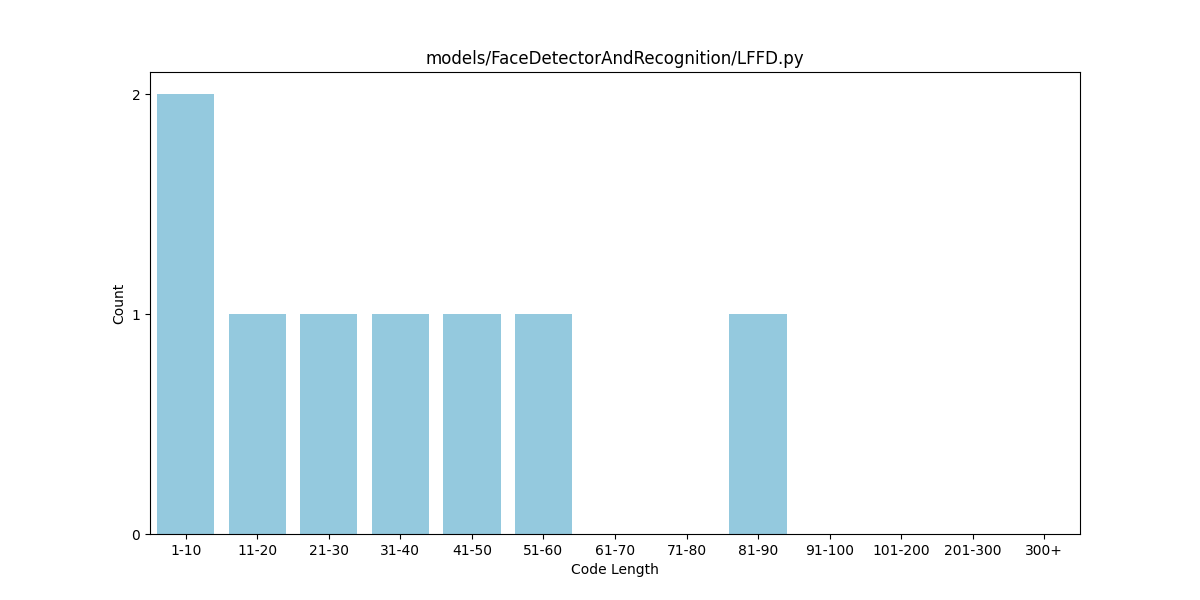 models/FaceDetectorAndRecognition/LFFD.py
Count
2
1
0
1-10 11-20 21-30 31-40 41-50 51-60 61-70 71-80 81-90 91-100 101-200 201-300 300+
Code Length